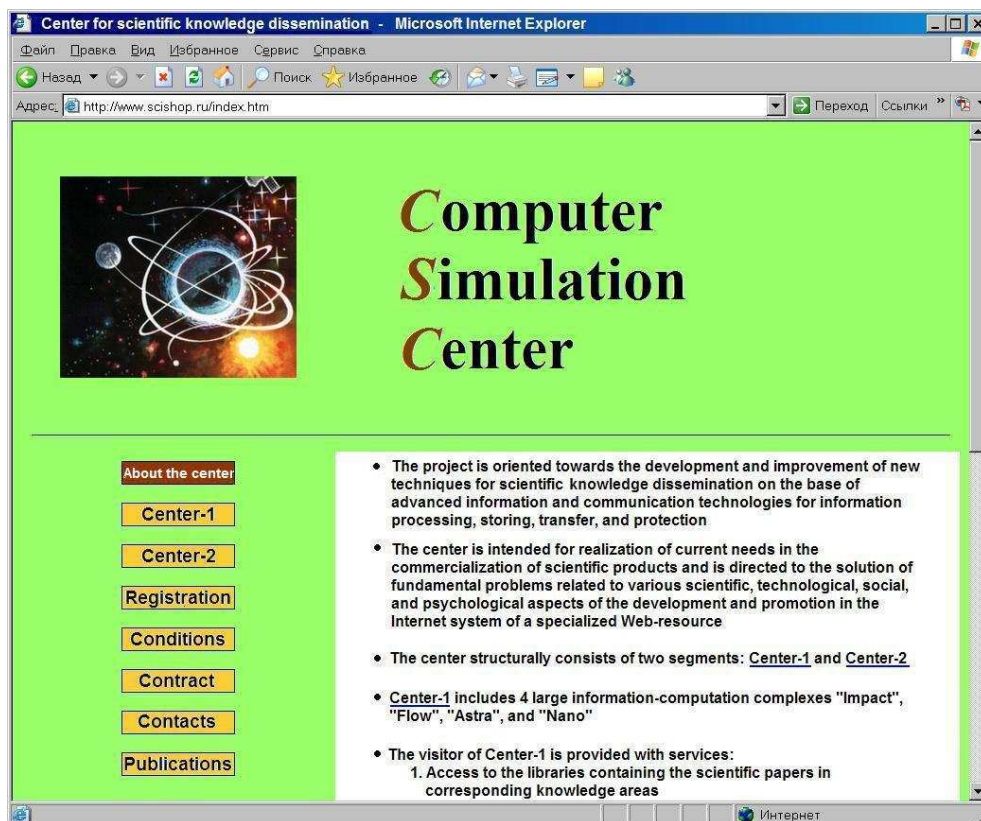 Center for scientific knowledge dissemination - Microsoft Internet Explorer
Файл Правка Вид Избранное Сервис Справка
Назад Поиск Избранное
Адрес: http://www.scishop.ru/index.htm Переход Ссылки »
Computer
Simulation
Center
About the center
Center-1
Center-2
Registration
Conditions
Contract
Contacts
Publications
• The project is oriented towards the development and improvement of new
techniques for scientific knowledge dissemination on the base of
advanced information and communication technologies for information
processing, storing, transfer, and protection
• The center is intended for realization of current needs in the
commercialization of scientific products and is directed to the solution of
fundamental problems related to various scientific, technological, social,
and psychological aspects of the development and promotion in the
Internet system of a specialized Web-resource
• The center structurally consists of two segments: Center-1 and Center-2
• Center-1 includes 4 large information-computation complexes "Impact",
"Flow", "Astra", and "Nano"
• The visitor of Center-1 is provided with services:
1. Access to the libraries containing the scientific papers in
corresponding knowledge areas
Интернет